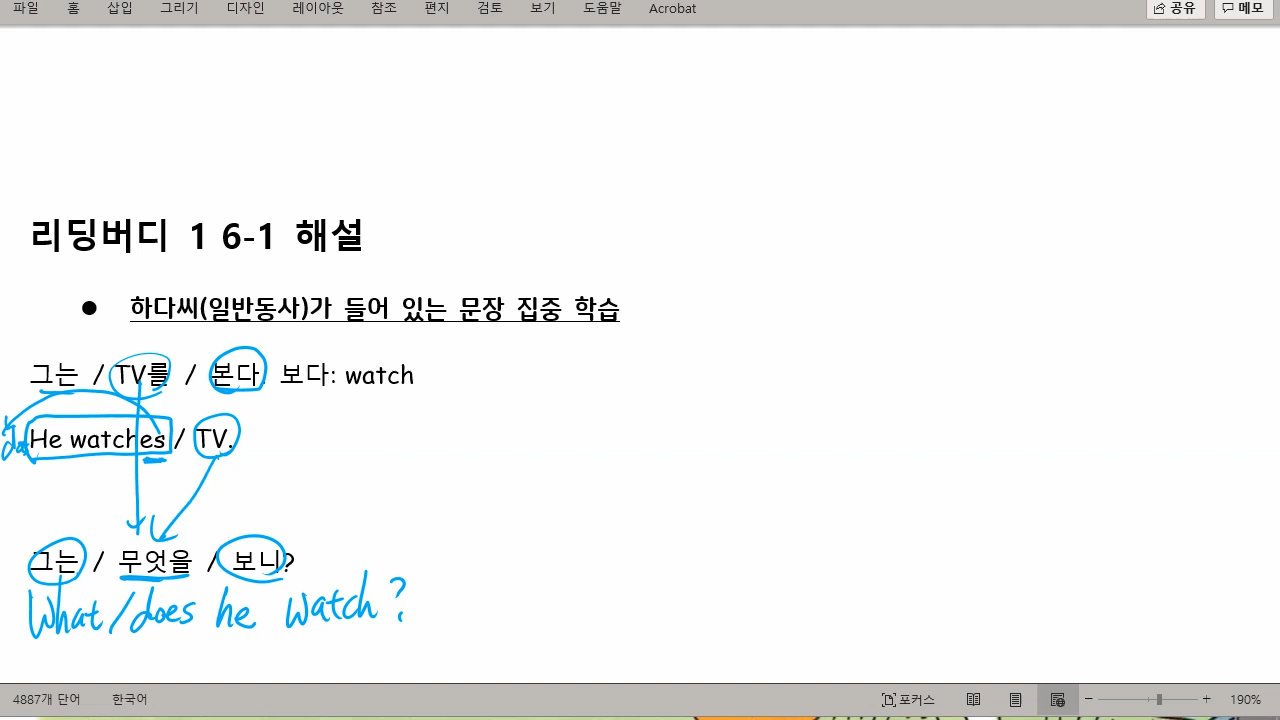 파일 홈 삽입 그리기 디자인 레이아웃 참조 편지 검토 보기 도움말 Acrobat 공유 메모
리딩버디 1 6-1 해설
● 하다씨(일반동사)가 들어 있는 문장 집중 학습
그는 / TV를 / 본다. 보다: watch
He watches / TV.
그는 / 무엇을 / 보니?
What/does he watch?
4887개 단어 한국어 포커스 190%